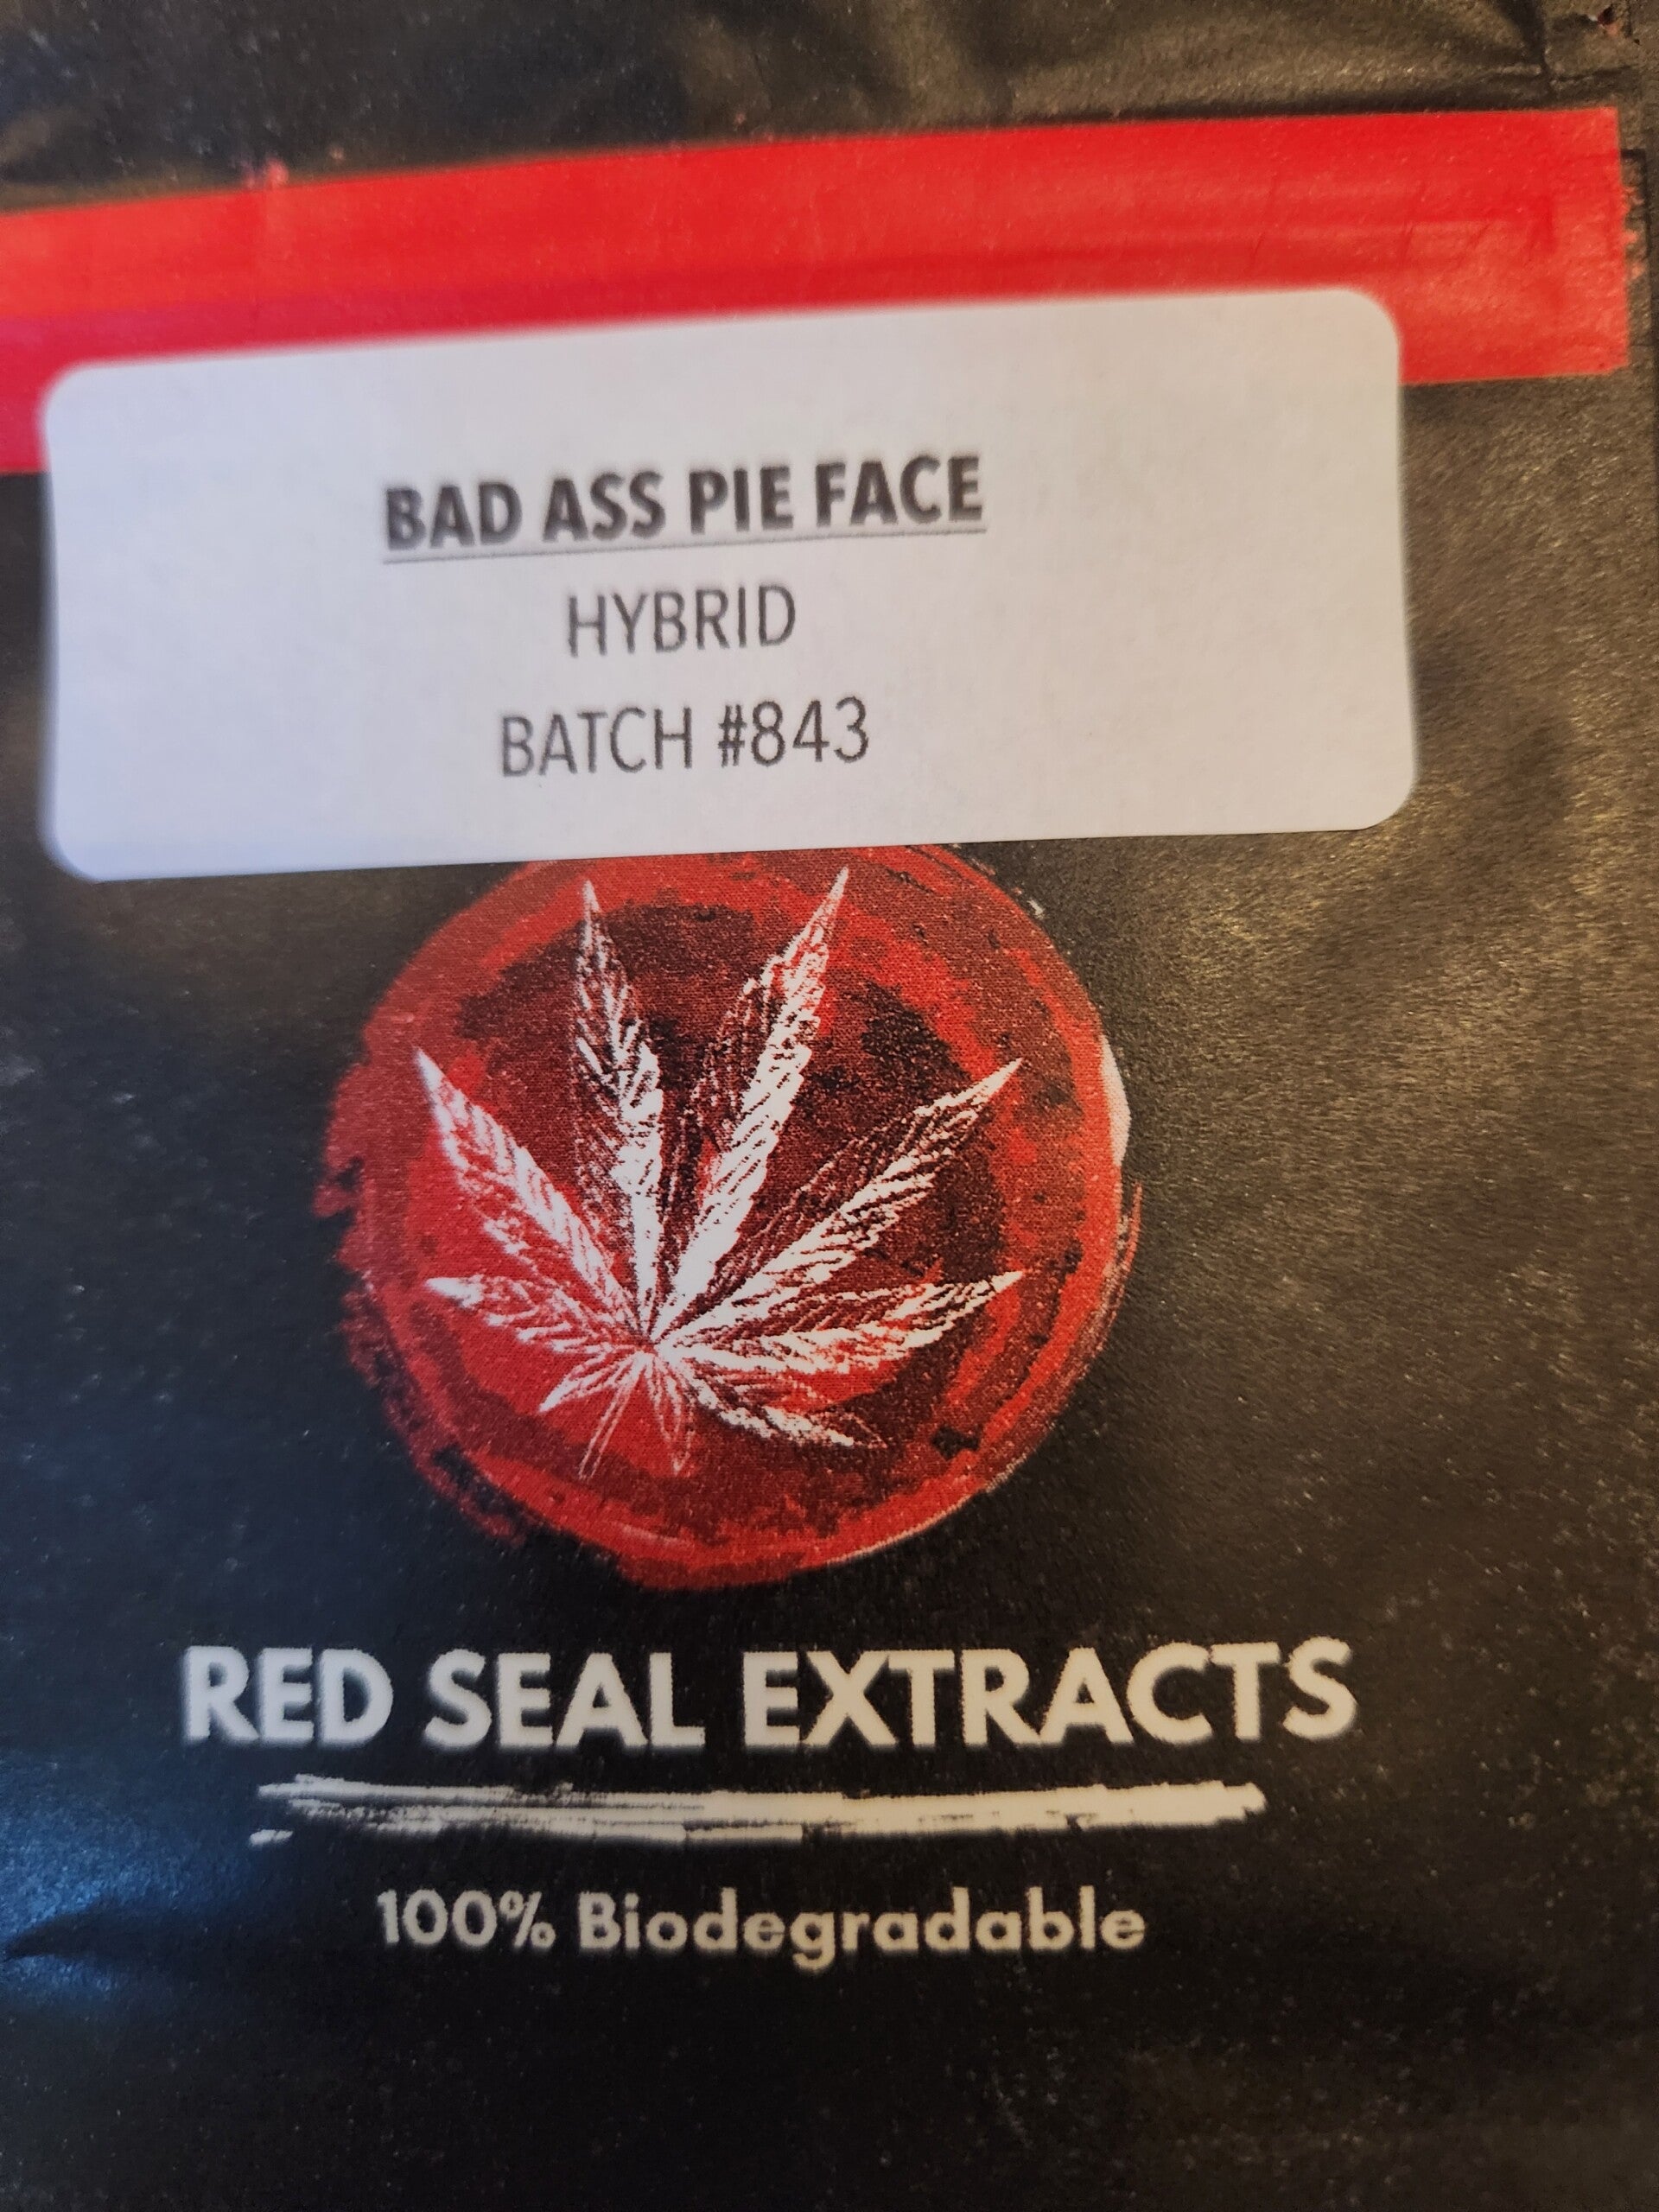 BAD ASS PIE FACE
HYBRID
BATCH #843
RED SEAL EXTRACTS
100% Biodegradable